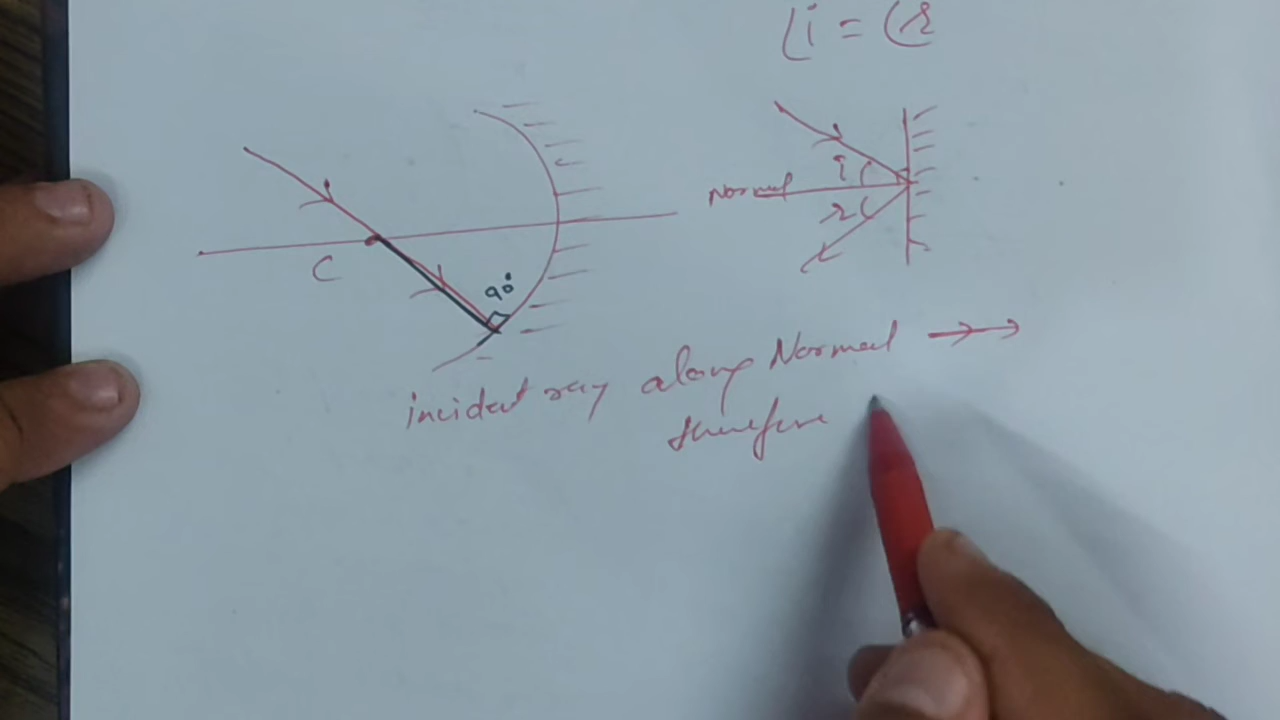 ∠i = ∠r
Normal
i
r
C
90°
incident ray along Normal →→
therefore